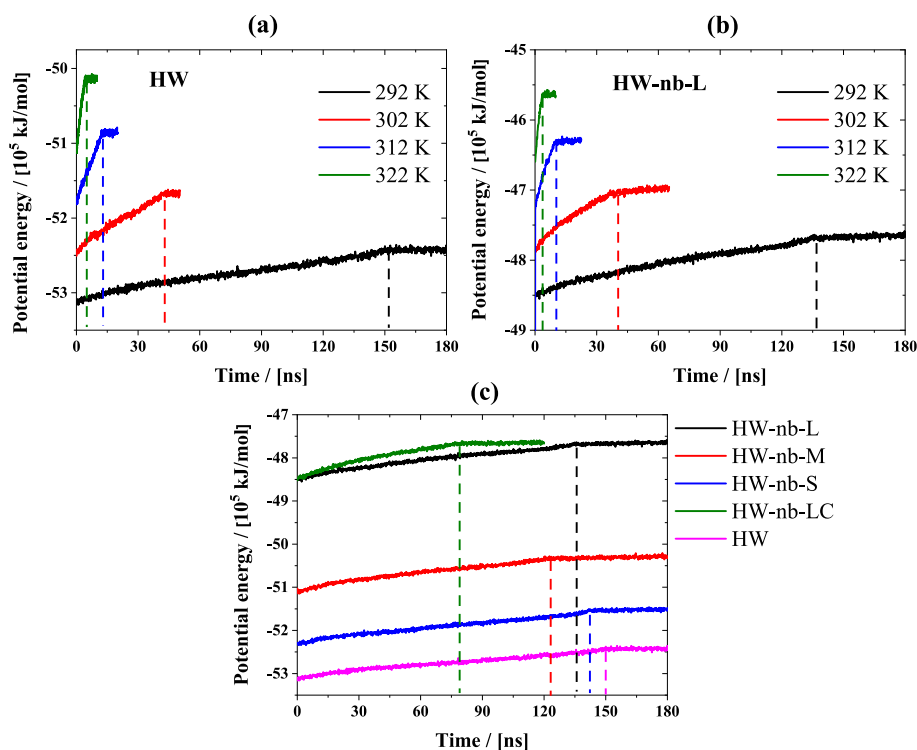 (a)
HW
292 K
302 K
312 K
322 K
Potential energy / [10⁵ kJ/mol]
-50
-51
-52
-53
0 30 60 90 120 150 180
Time / [ns]
(b)
HW-nb-L
292 K
302 K
312 K
322 K
Potential energy / [10⁵ kJ/mol]
-45
-46
-47
-48
-49
0 30 60 90 120 150 180
Time / [ns]
(c)
Potential energy / [10⁵ kJ/mol]
-47
-48
-49
-50
-51
-52
-53
0 30 60 90 120 150 180
Time / [ns]
HW-nb-L
HW-nb-M
HW-nb-S
HW-nb-LC
HW